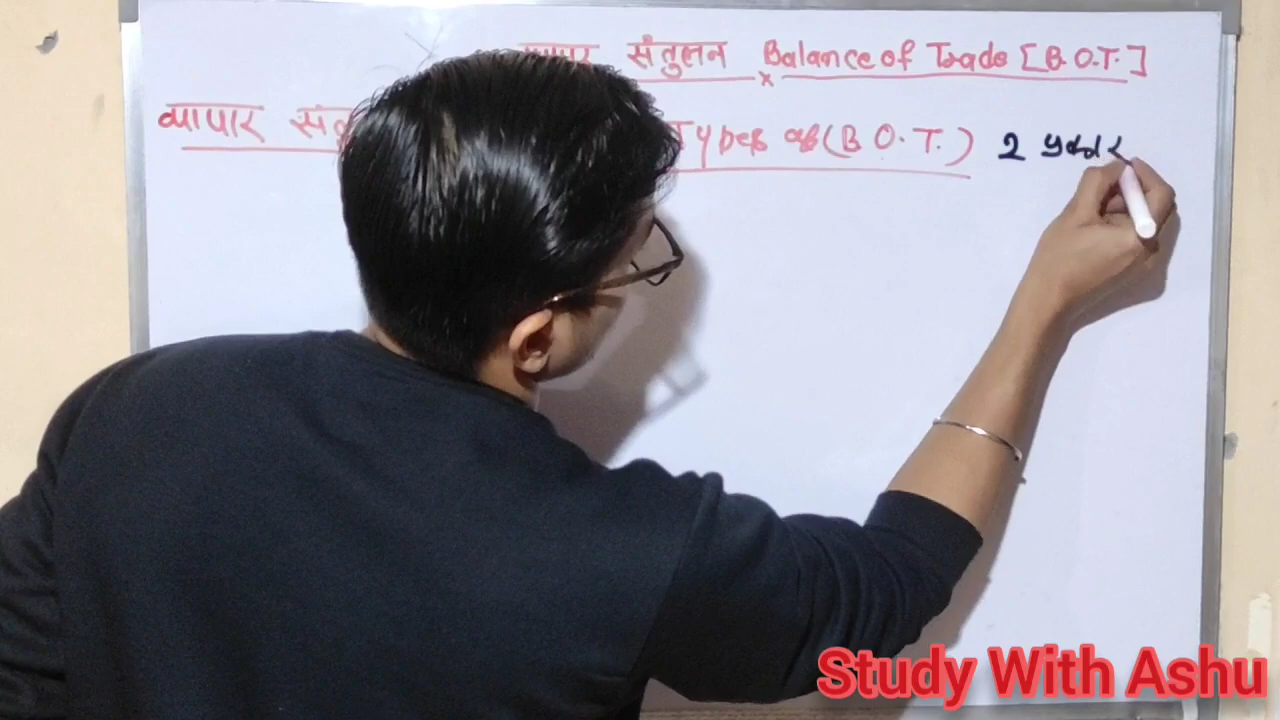 व्यापार संतुलन Balance of Trade [B.O.T.]
व्यापार Types of (B.O.T.) 2 प्रकार
Study With Ashu